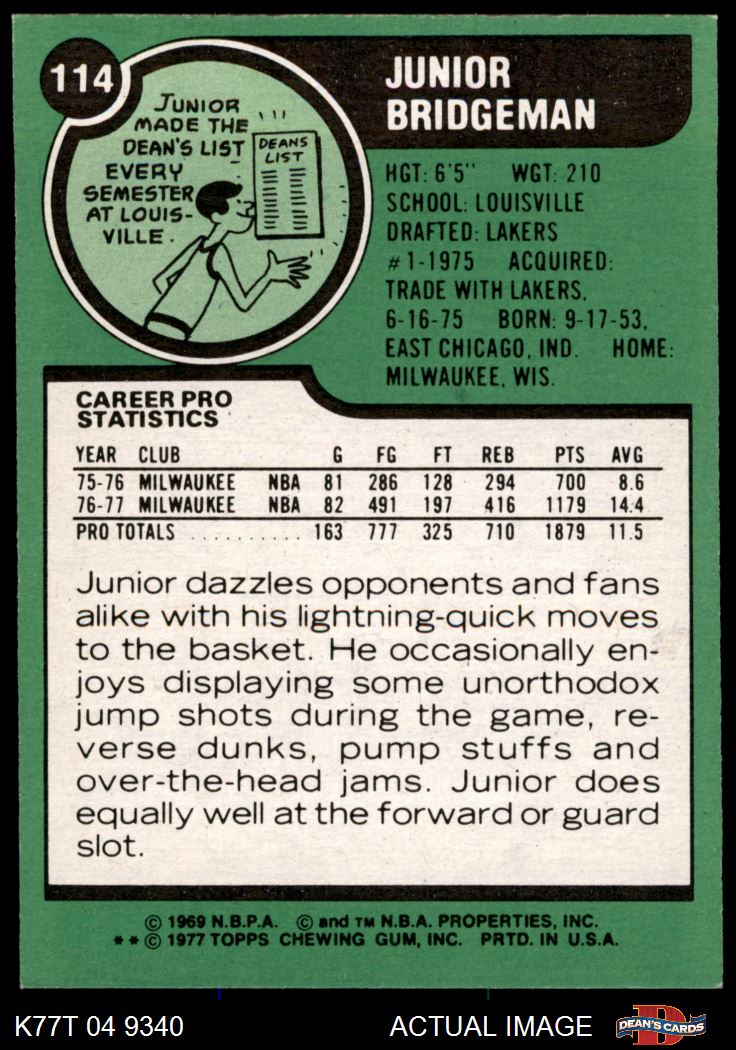 114
JUNIOR
MADE THE
DEAN'S LIST
EVERY
SEMESTER
AT LOUIS-
VILLE.
DEANS
LIST
JUNIOR
BRIDGEMAN
HGT: 6'5" WGT: 210
SCHOOL: LOUISVILLE
DRAFTED: LAKERS
#1-1975 ACQUIRED:
TRADE WITH LAKERS,
6-16-75 BORN: 9-17-53,
EAST CHICAGO, IND. HOME:
MILWAUKEE, WIS.
CAREER PRO
STATISTICS
YEAR CLUB G FG FT REB PTS AVG
75-76 MILWAUKEE NBA 81 286 128 294 700 8.6
76-77 MILWAUKEE NBA 82 491 197 416 1179 14.4
PRO TOTALS .......... 163 777 325 710 1879 11.5
Junior dazzles opponents and fans
alike with his lightning-quick moves
to the basket. He occasionally en-
joys displaying some unorthodox
jump shots during the game, re-
verse dunks, pump stuffs and
over-the-head jams. Junior does
equally well at the forward or guard
slot.
© 1969 N.B.P.A. © and TM N.B.A. PROPERTIES, INC.
**© 1977 TOPPS CHEWING GUM, INC. PRTD. IN U.S.A.
K77T 04 9340 ACTUAL IMAGE D DEAN'S CARDS